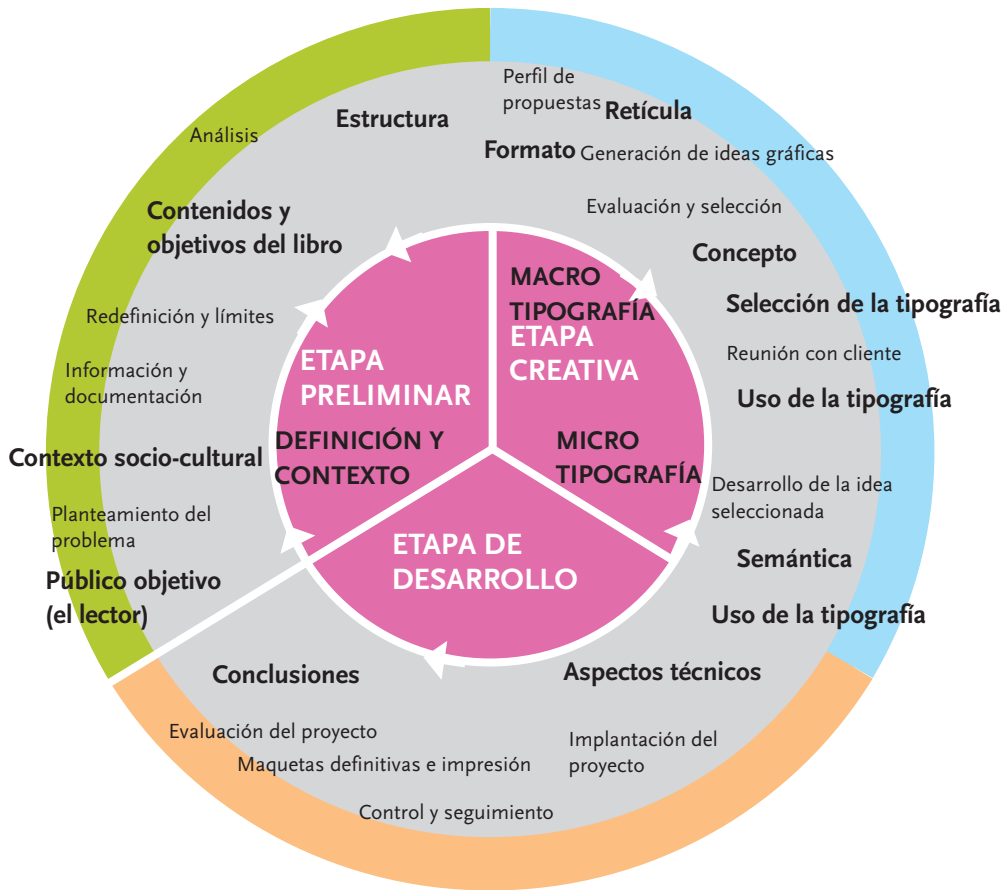 Perfil de
propuestas
Retícula
Estructura
Análisis
Formato
Generación de ideas gráficas
Evaluación y selección
Contenidos y
objetivos del libro
Concepto
MACRO
TIPOGRAFÍA
ETAPA
CREATIVA
Selección de la tipografía
Redefinición y límites
Reunión con cliente
ETAPA
PRELIMINAR
Información y
documentación
Uso de la tipografía
DEFINICIÓN Y
CONTEXTO
MICRO
TIPOGRAFÍA
Contexto socio-cultural
Desarrollo de la idea
seleccionada
Planteamiento del
problema
ETAPA DE
DESARROLLO
Semántica
Público objetivo
(el lector)
Uso de la tipografía
Conclusiones
Aspectos técnicos
Evaluación del proyecto
Implantación del
proyecto
Maquetas definitivas e impresión
Control y seguimiento